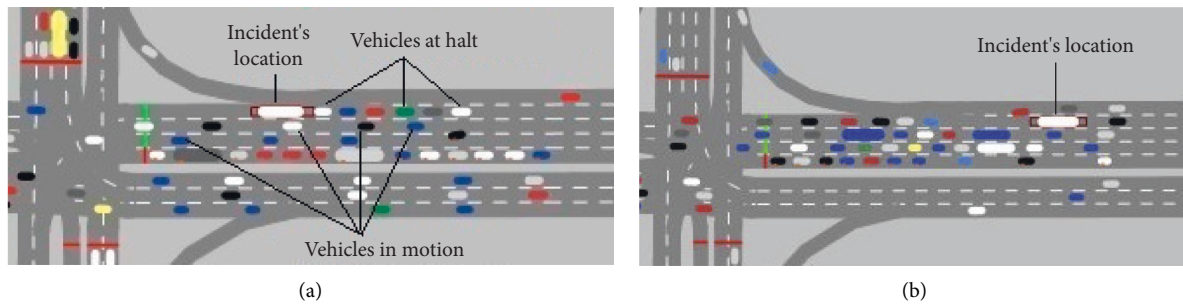 Incident's
location
Vehicles at halt
Vehicles in motion
(a)
Incident's location
(b)